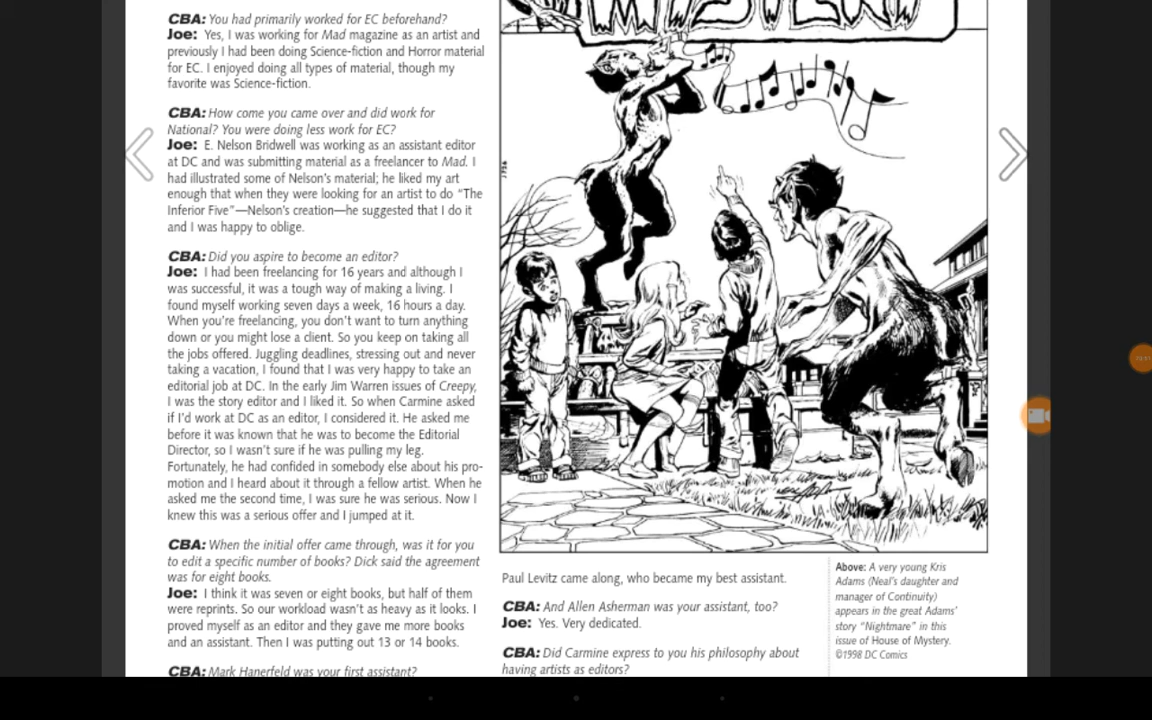 MYSTERY
CBA: You had primarily worked for EC beforehand?
Joe: Yes, I was working for Mad magazine as an artist and
previously I had been doing Science-fiction and Horror material
for EC. I enjoyed doing all types of material, though my
favorite was Science-fiction.
CBA: How come you came over and did work for
National? You were doing less work for EC?
Joe: E. Nelson Bridwell was working as an assistant editor
at DC and was submitting material as a freelancer to Mad. I
had illustrated some of Nelson's material; he liked my art
enough that when they were looking for an artist to do “The
Inferior Five”—Nelson's creation—he suggested that I do it
and I was happy to oblige.
CBA: Did you aspire to become an editor?
Joe: I had been freelancing for 16 years and although I
was successful, it was a tough way of making a living. I
found myself working seven days a week, 16 hours a day.
When you're freelancing, you don't want to turn anything
down or you might lose a client. So you keep on taking all
the jobs offered. Juggling deadlines, stressing out and never
taking a vacation, I found that I was very happy to take an
editorial job at DC. In the early Jim Warren issues of Creepy,
I was the story editor and I liked it. So when Carmine asked
if I'd work at DC as an editor, I considered it. He asked me
before it was known that he was to become the Editorial
Director, so I wasn't sure if he was pulling my leg.
Fortunately, he had confided in somebody else about his pro-
motion and I heard about it through a fellow artist. When he
asked me the second time, I was sure he was serious. Now I
knew this was a serious offer and I jumped at it.
CBA: When the initial offer came through, was it for you
to edit a specific number of books? Dick said the agreement
was for eight books.
Joe: I think it was seven or eight books, but half of them
were reprints. So our workload wasn't as heavy as it looks. I
proved myself as an editor and they gave me more books
and an assistant. Then I was putting out 13 or 14 books.
CBA: Mark Hanerfeld was your first assistant?
Paul Levitz came along, who became my best assistant.
CBA: And Allen Asherman was your assistant, too?
Joe: Yes. Very dedicated.
CBA: Did Carmine express to you his philosophy about
having artists as editors?
Above: A very young Kris
Adams (Neal's daughter and
manager of Continuity)
appears in the great Adams'
story “Nightmare” in this
issue of House of Mystery.
©1998 DC Comics